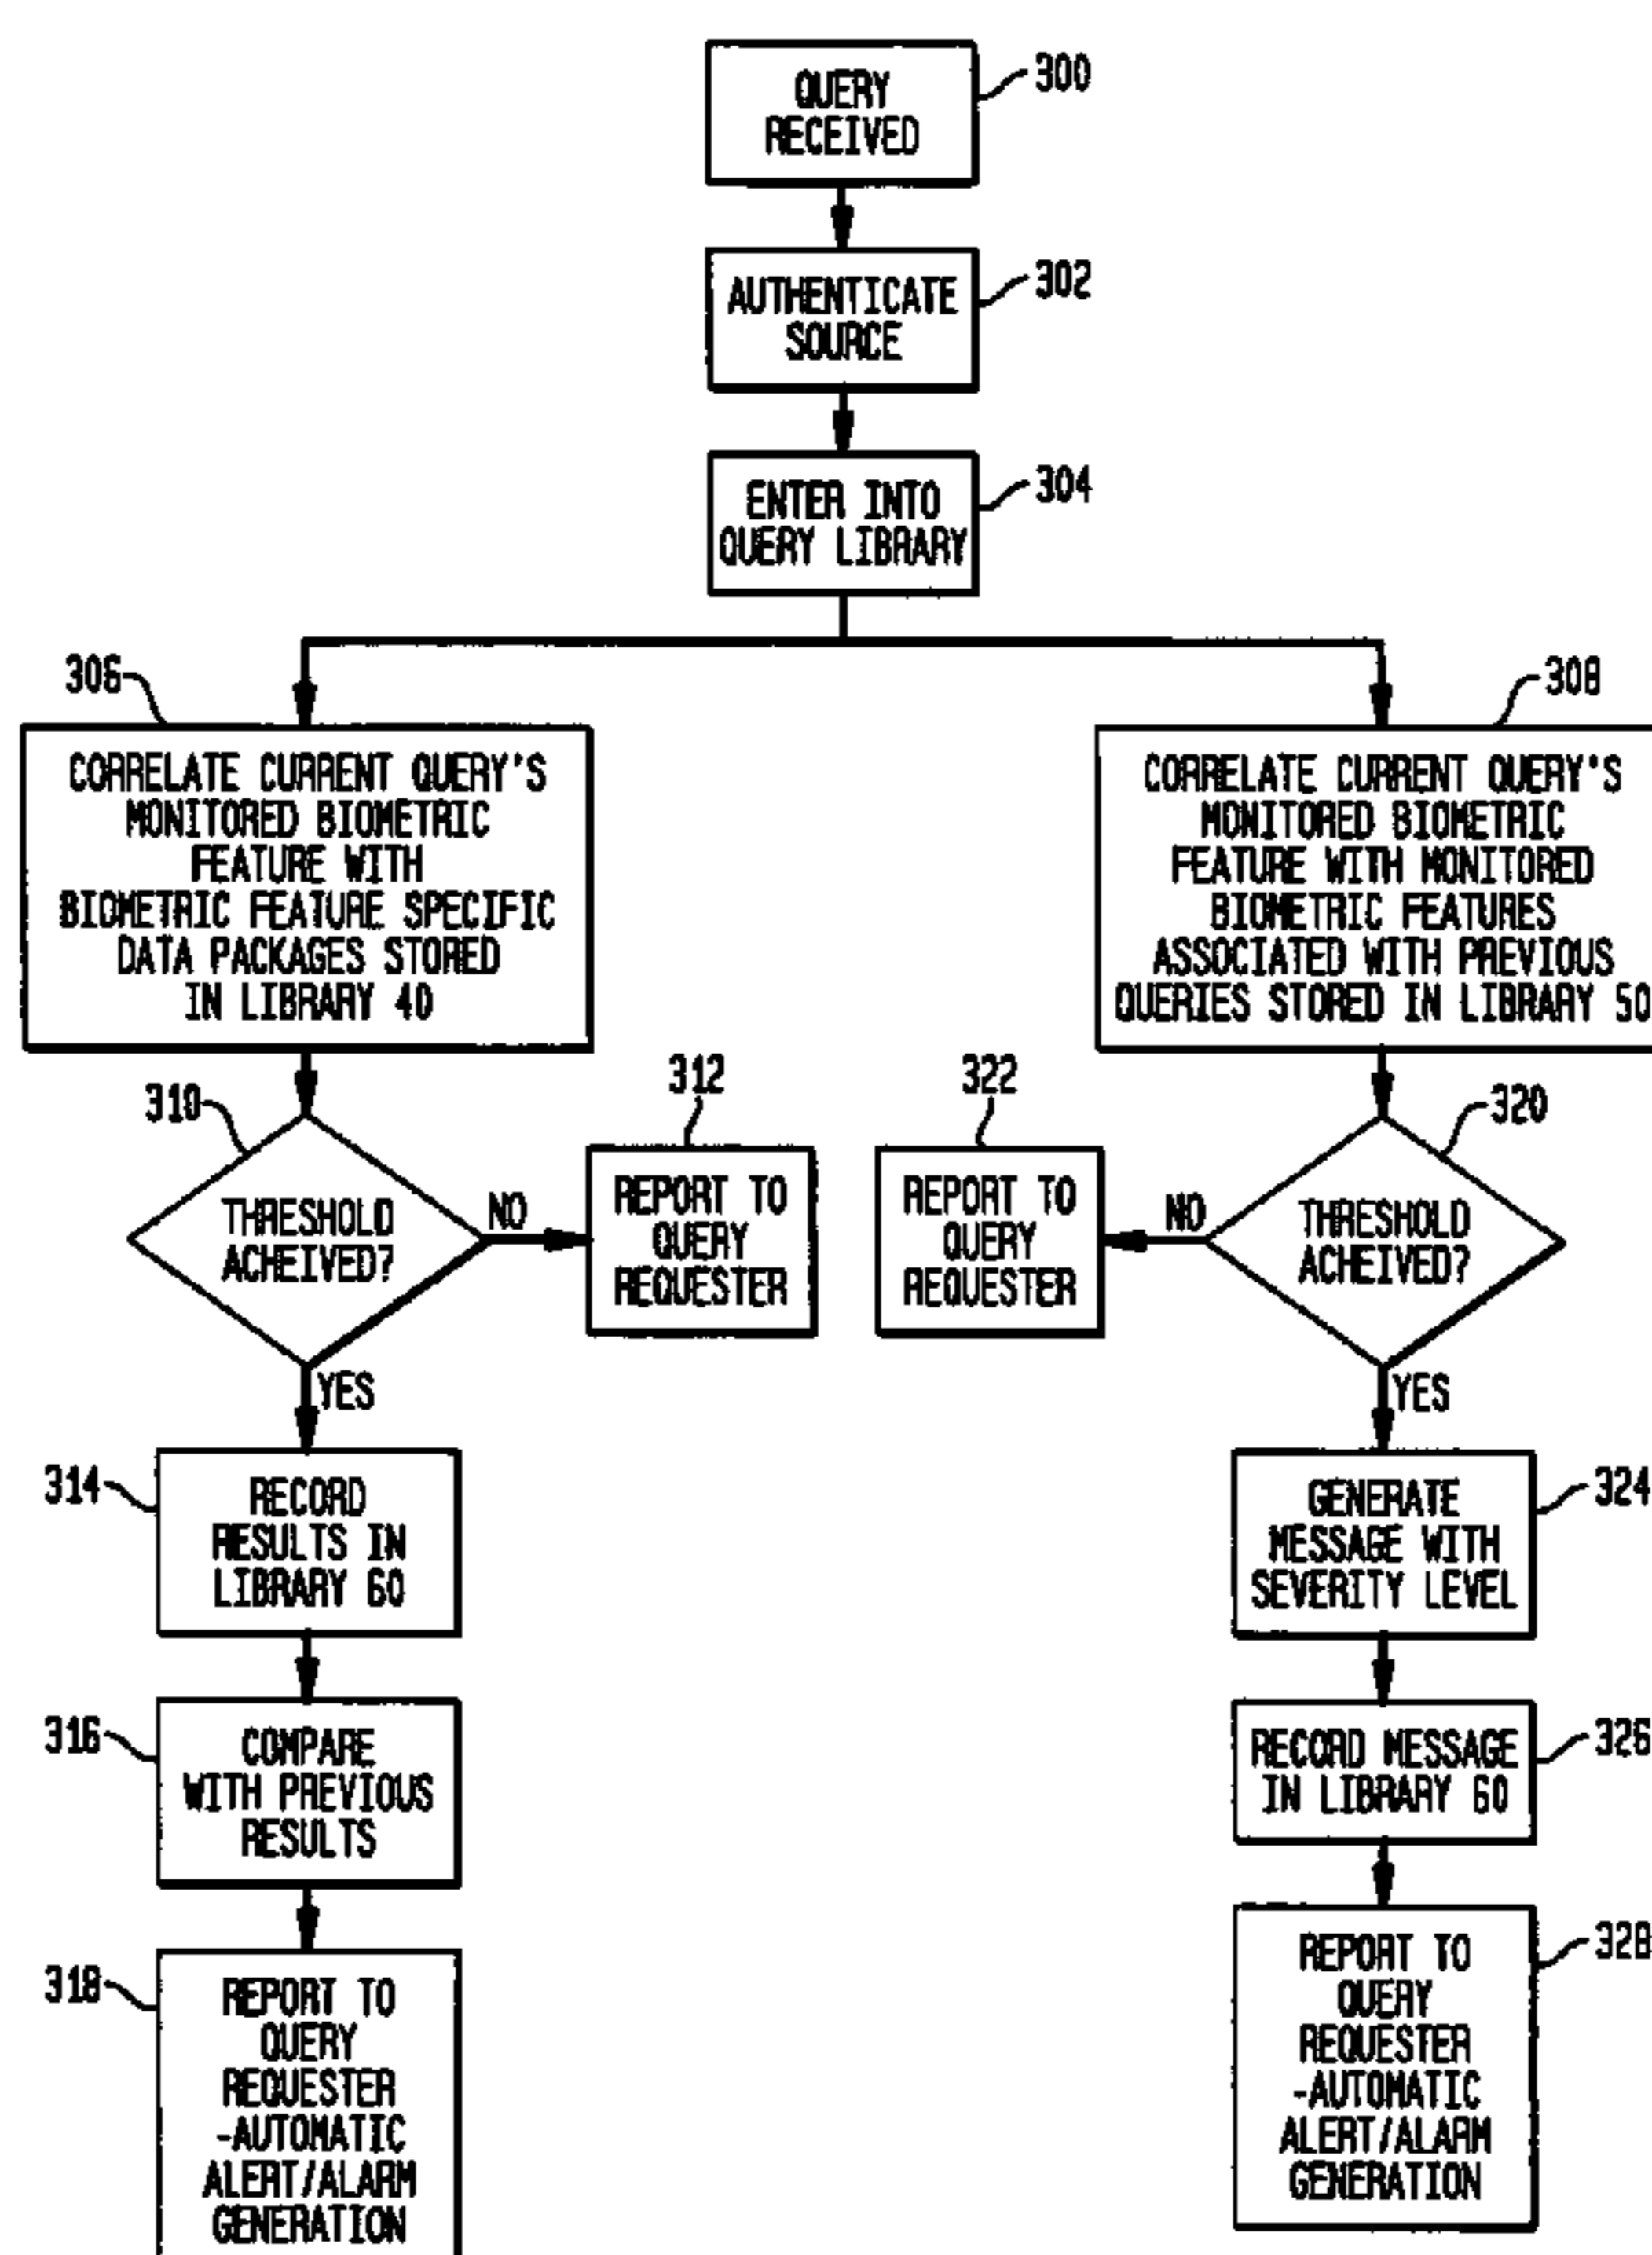 QUERY
RECEIVED
300
AUTHENTICATE
SOURCE
302
ENTER INTO
QUERY LIBRARY
304
306
CORRELATE CURRENT QUERY'S
MONITORED BIOMETRIC
FEATURE WITH
BIOMETRIC FEATURE SPECIFIC
DATA PACKAGES STORED
IN LIBRARY 40
308
CORRELATE CURRENT QUERY'S
MONITORED BIOMETRIC
FEATURE WITH MONITORED
BIOMETRIC FEATURES
ASSOCIATED WITH PREVIOUS
QUERIES STORED IN LIBRARY 50
310
THRESHOLD
ACHEIVED?
NO
312
REPORT TO
QUERY
REQUESTER
322
REPORT TO
QUERY
REQUESTER
NO
320
THRESHOLD
ACHEIVED?
YES
314
RECORD
RESULTS IN
LIBRARY 60
316
COMPARE
WITH PREVIOUS
RESULTS
318
REPORT TO
QUERY
REQUESTER
-AUTOMATIC
ALERT/ALARM
GENERATION
YES
GENERATE
MESSAGE WITH
SEVERITY LEVEL
324
RECORD MESSAGE
IN LIBRARY 60
326
REPORT TO
QUERY
REQUESTER
-AUTOMATIC
ALERT/ALARM
GENERATION
328